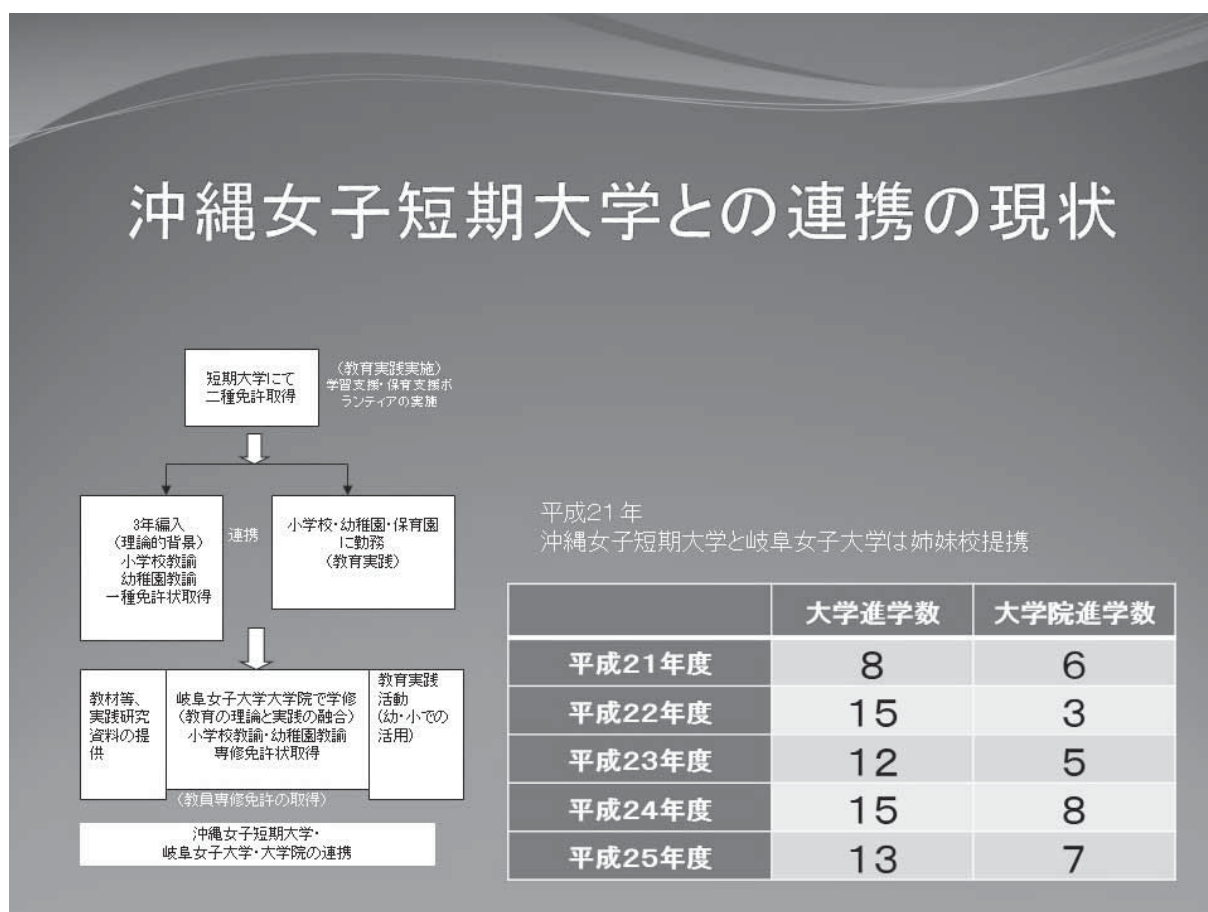 沖縄女子短期大学との連携の現状
短期大学にて
二種免許取得
(教育実践実施)
学習支援・保育支援ボ
ランティアの実施
3年編入
(理論的背景)
小学校教諭
幼稚園教諭
一種免許状取得
連携
小学校・幼稚園・保育園
に勤務
(教育実践)
教材等、
実践研究
資料の提
供
岐阜女子大学大学院で学修
(教育の理論と実践の融合)
小学校教諭・幼稚園教諭
専修免許状取得
教育実践
活動
(幼・小での
活用)
(教員専修免許の取得)
沖縄女子短期大学・
岐阜女子大学・大学院の連携
平成21年
沖縄女子短期大学と岐阜女子大学は姉妹校提携
大学進学数 大学院進学数
平成21年度 8 6
平成22年度 15 3
平成23年度 12 5
平成24年度 15 8
平成25年度 13 7